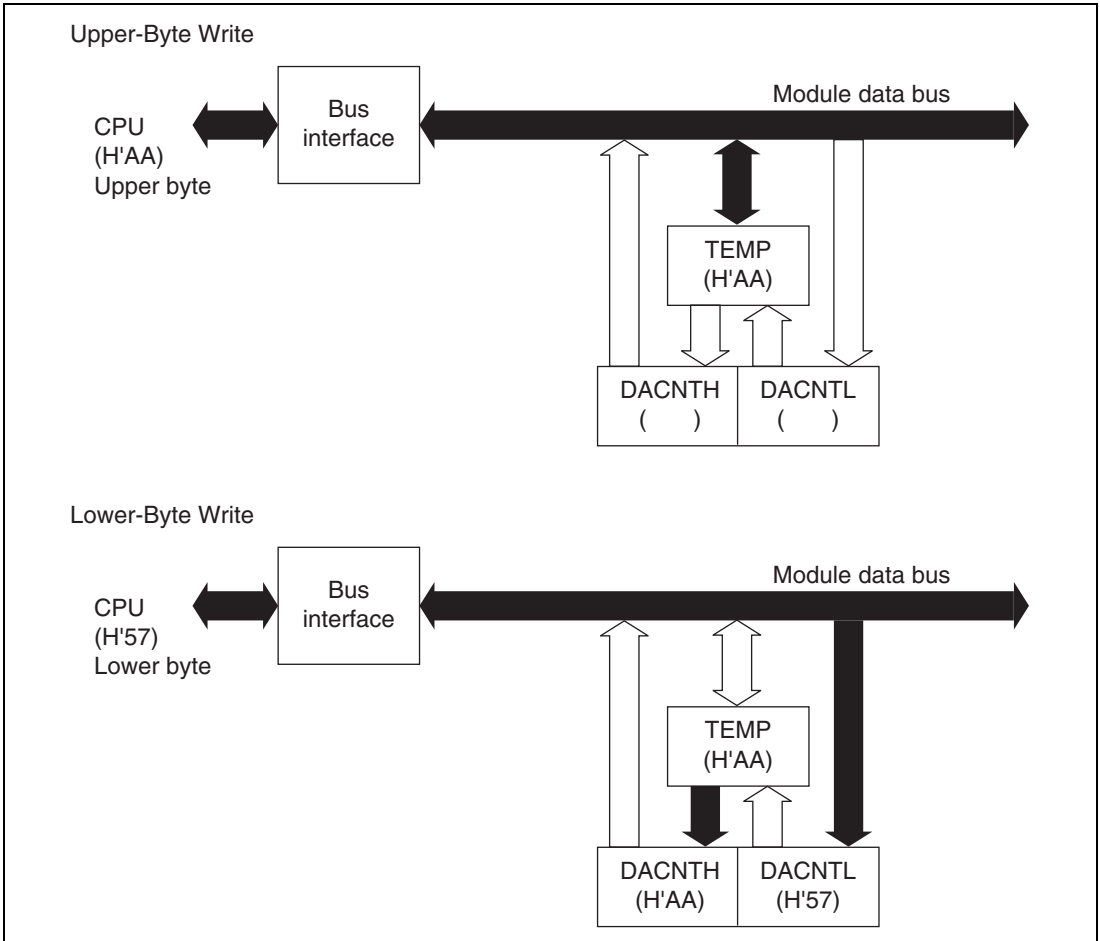 Upper-Byte Write
CPU
(H'AA)
Upper byte
Bus
interface
Module data bus
TEMP
(H'AA)
DACNTH
(     )
DACNTL
(     )
Lower-Byte Write
CPU
(H'57)
Lower byte
Bus
interface
Module data bus
TEMP
(H'AA)
DACNTH
(H'AA)
DACNTL
(H'57)